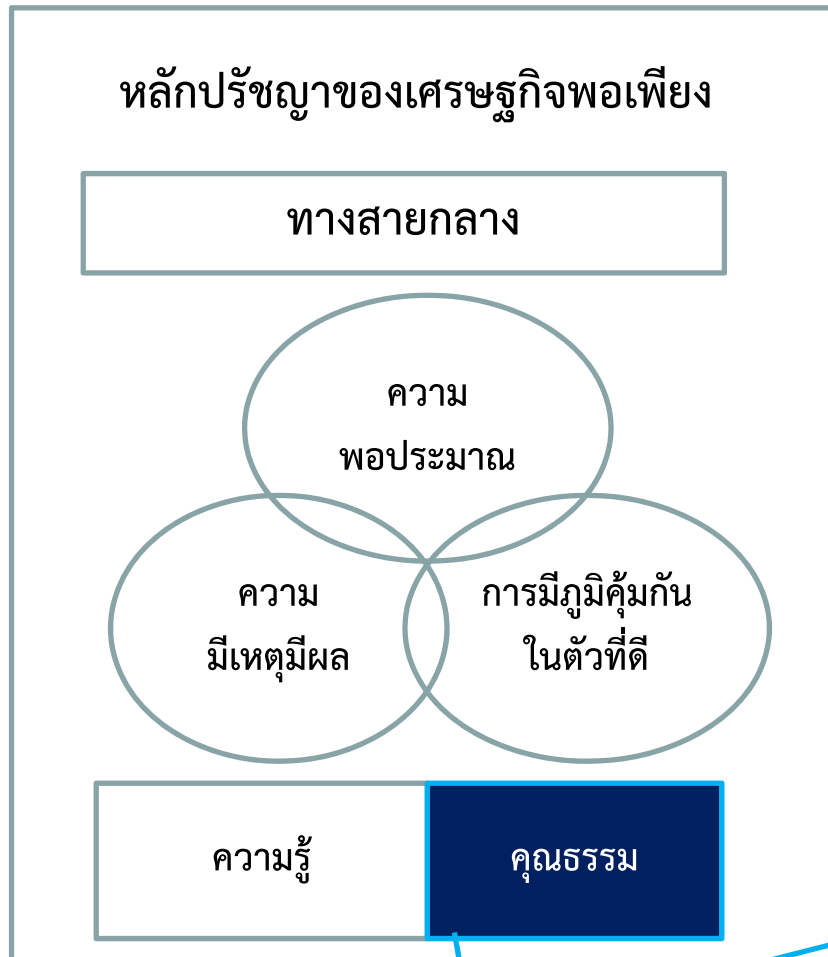 หลักปรัชญาของเศรษฐกิจพอเพียง
ทางสายกลาง
ความ
พอประมาณ
ความ
มีเหตุมีผล
การมีภูมิคุ้มกัน
ในตัวที่ดี
ความรู้
คุณธรรม